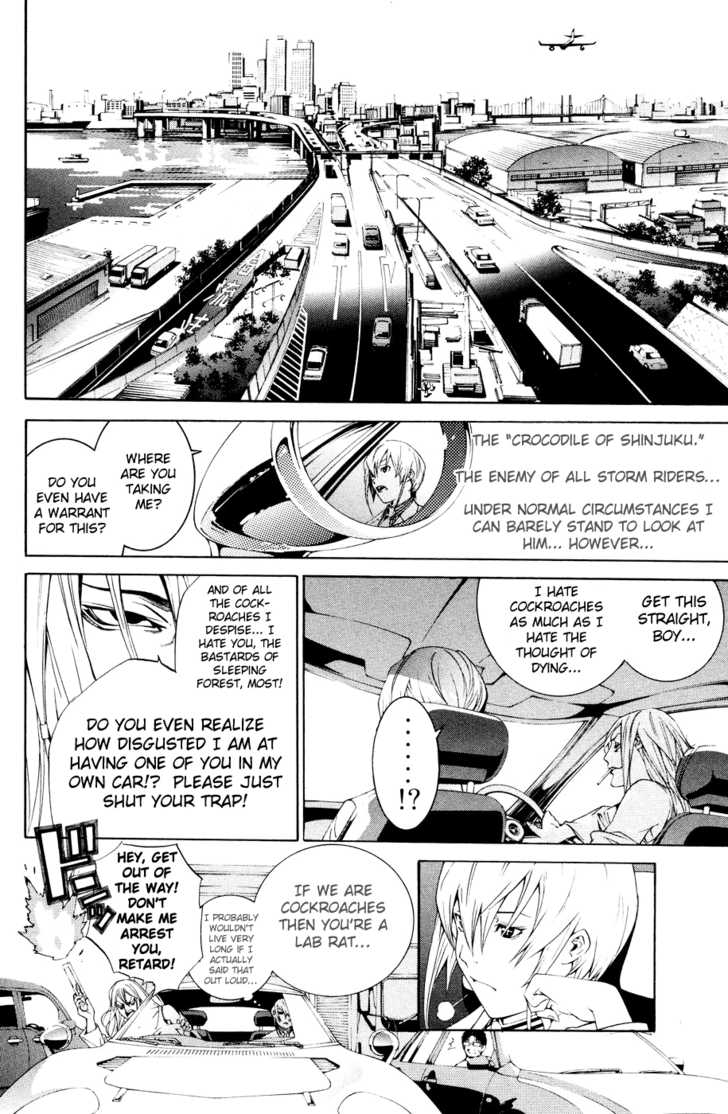 THE "CROCODILE OF SHINJUKU."
THE ENEMY OF ALL STORM RIDERS...
UNDER NORMAL CIRCUMSTANCES I
CAN BARELY STAND TO LOOK AT
HIM... HOWEVER...
WHERE
ARE YOU
TAKING
ME?
DO YOU
EVEN HAVE
A WARRANT
FOR THIS?
GET THIS
STRAIGHT,
BOY...
I HATE
COCKROACHES
AS MUCH AS I
HATE THE
THOUGHT OF
DYING...
......!?
AND OF ALL
THE COCK-
ROACHES I
DESPISE... I
HATE YOU, THE
BASTARDS OF
SLEEPING
FOREST, MOST!
DO YOU EVEN REALIZE
HOW DISGUSTED I AM AT
HAVING ONE OF YOU IN MY
OWN CAR!? PLEASE JUST
SHUT YOUR TRAP!
IF WE ARE
COCKROACHES
THEN YOU'RE A
LAB RAT...
I PROBABLY
WOULDN'T
LIVE VERY
LONG IF I
ACTUALLY
SAID THAT
OUT LOUD...
HEY, GET
OUT OF
THE WAY!
DON'T
MAKE ME
ARREST
YOU,
RETARD!